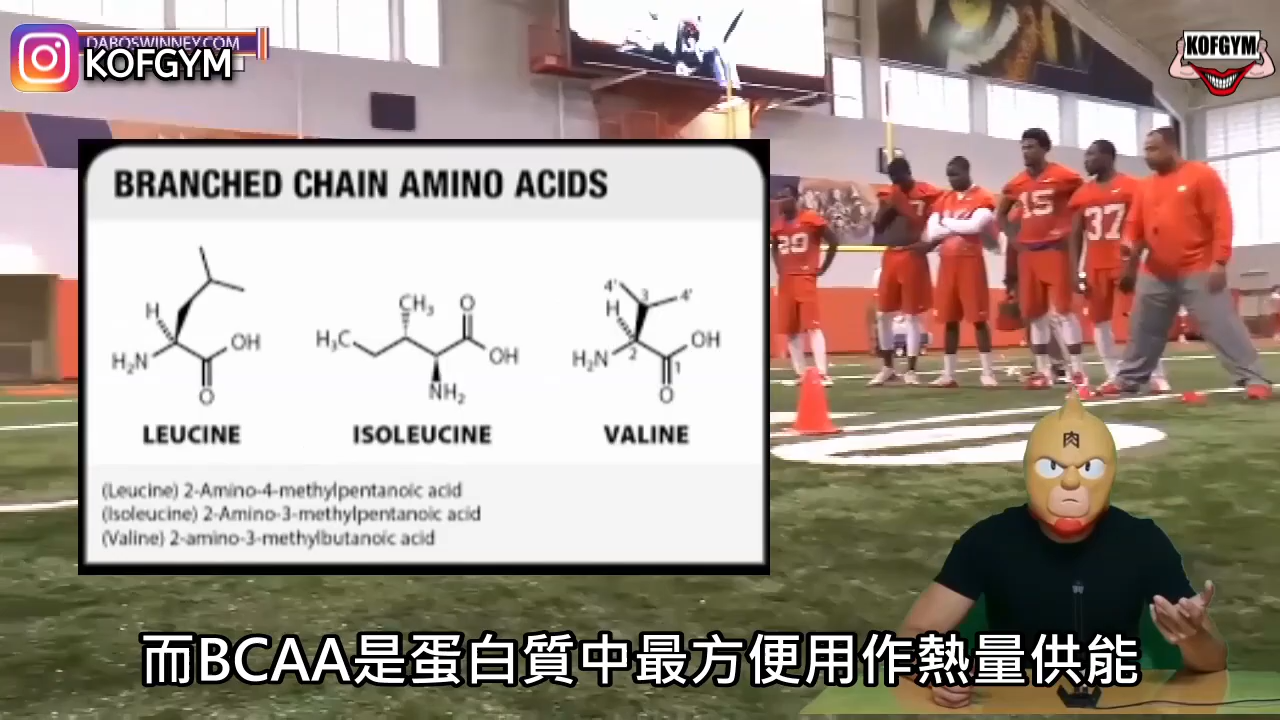 DABOSWINNEY.COM
KOFGYM
KOFGYM
BRANCHED CHAIN AMINO ACIDS
H
H₂N
OH
O
LEUCINE
CH₃
H₃C
O
OH
NH₂
ISOLEUCINE
4'
3
4'
H
H₂N
2
1
OH
O
VALINE
(Leucine) 2-Amino-4-methylpentanoic acid
(Isoleucine) 2-Amino-3-methylpentanoic acid
(Valine) 2-amino-3-methylbutanoic acid
29
7
15
37
肉
而BCAA是蛋白質中最方便用作熱量供能